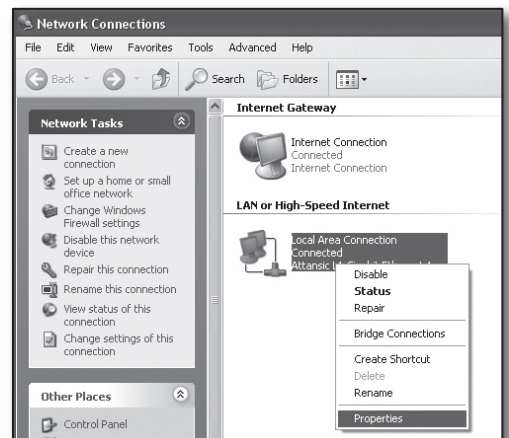 Network Connections
File Edit View Favorites Tools Advanced Help
Back Search Folders
Network Tasks
Create a new
connection
Set up a home or small
office network
Change Windows
Firewall settings
Disable this network
device
Repair this connection
Rename this connection
View status of this
connection
Change settings of this
connection
Other Places
Control Panel
Internet Gateway
Internet Connection
Connected
Internet Connection
LAN or High-Speed Internet
Local Area Connection
Connected
Attansic
Disable
Status
Repair
Bridge Connections
Create Shortcut
Delete
Rename
Properties